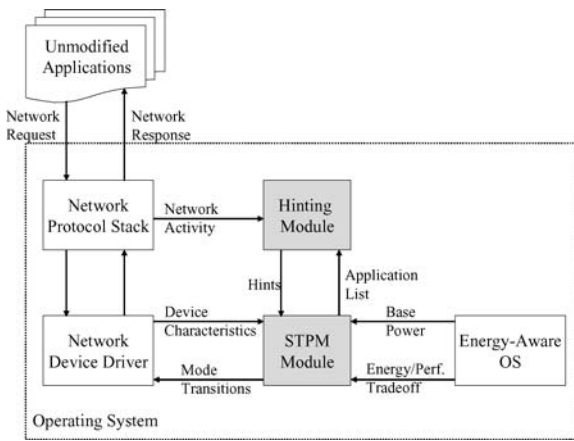 Unmodified
Applications
Network
Request
Network
Response
Network
Protocol Stack
Network
Activity
Hinting
Module
Hints
Application
List
Network
Device Driver
Device
Characteristics
Mode
Transitions
STPM
Module
Base
Power
Energy/Perf.
Tradeoff
Energy-Aware
OS
Operating System